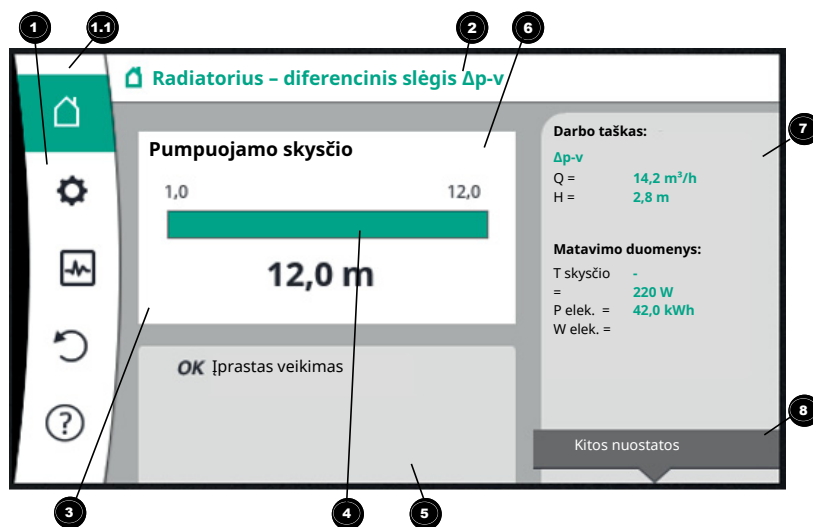 1
1.1
2
6
Radiatorius – diferencinis slėgis Δp-v
Pumpuojamo skysčio
1,0
12,0
12,0 m
OK Įprastas veikimas
Darbo taškas:
7
Δp-v
Q = 14,2 m³/h
H = 2,8 m
Matavimo duomenys:
T skysčio -
= 220 W
P elek. = 42,0 kWh
W elek. =
8
Kitos nuostatos
?
3
4
5